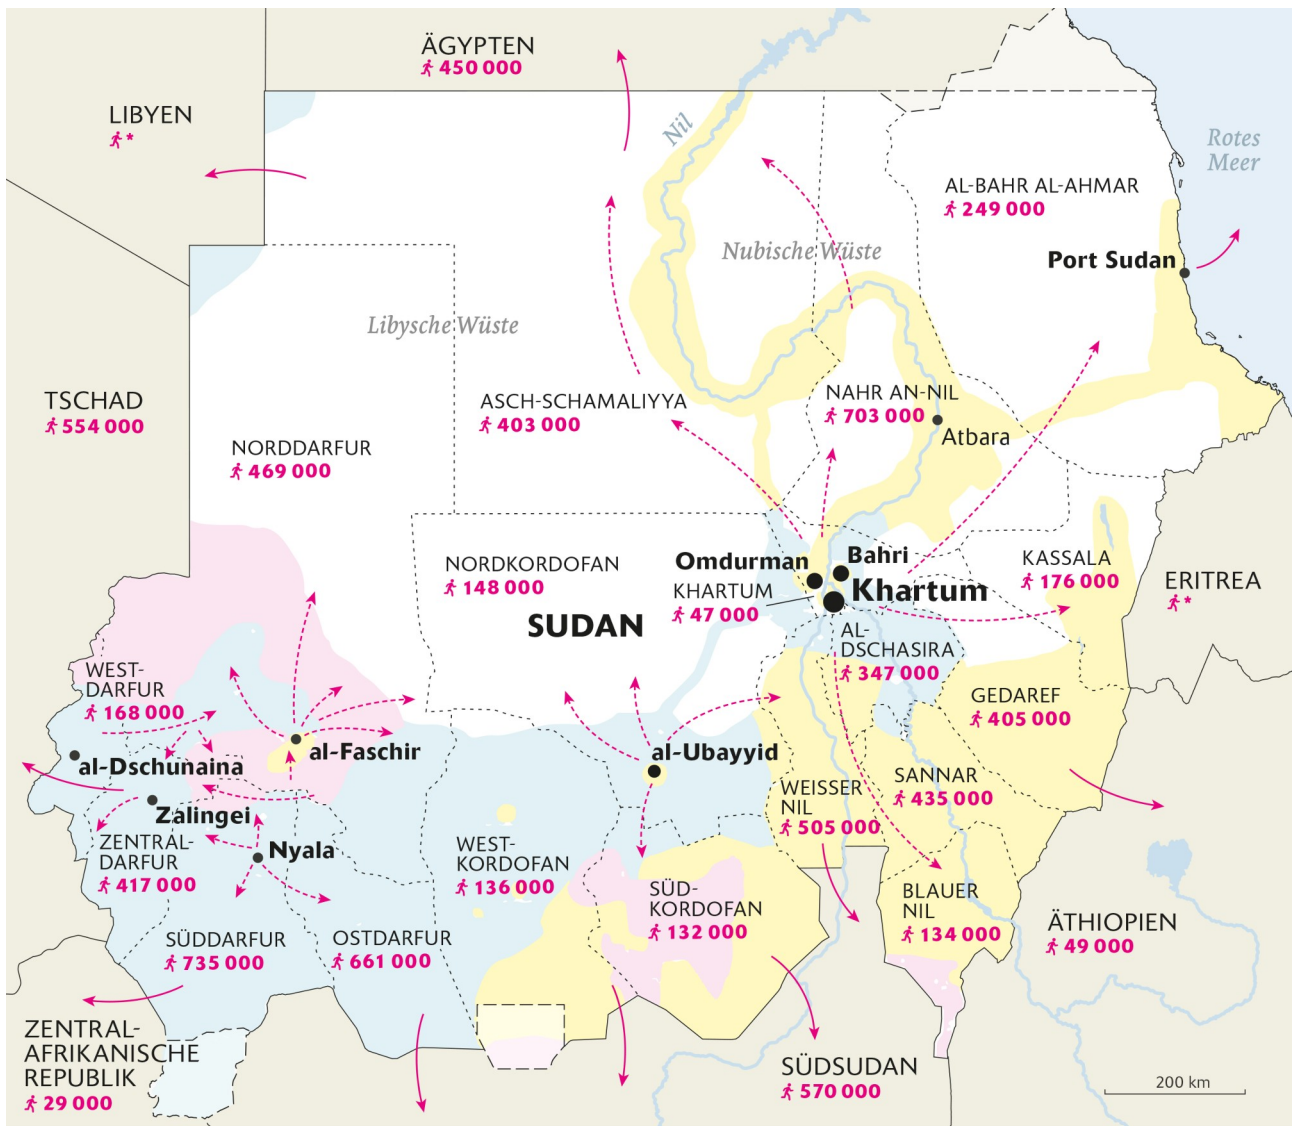 ÄGYPTEN
450 000
LIBYEN
*
Nil
Rotes
Meer
AL-BAHR AL-AHMAR
249 000
Nubische Wüste
Port Sudan
Libysche Wüste
TSCHAD
554 000
ASCH-SCHAMALIYYA
403 000
NAHR AN-NIL
703 000
Atbara
NORDDARFUR
469 000
NORDKORDOFAN
148 000
Omdurman
Bahri
KHARTUM
47 000
Khartum
KASSALA
176 000
ERITREA
*
SUDAN
AL-
DSCHASIRA
347 000
WEST-
DARFUR
168 000
GEDAREF
405 000
al-Faschir
al-Ubayyid
al-Dschunaina
Zalingei
WEISSER
NIL
505 000
SANNAR
435 000
ZENTRAL-
DARFUR
417 000
Nyala
WEST-
KORDOFAN
136 000
SÜD-
KORDOFAN
132 000
BLAUER
NIL
134 000
ÄTHIOPIEN
49 000
SÜDDARFUR
735 000
OSTDARFUR
661 000
ZENTRAL-
AFRIKANISCHE
REPUBLIK
29 000
SÜDSUDAN
570 000
200 km